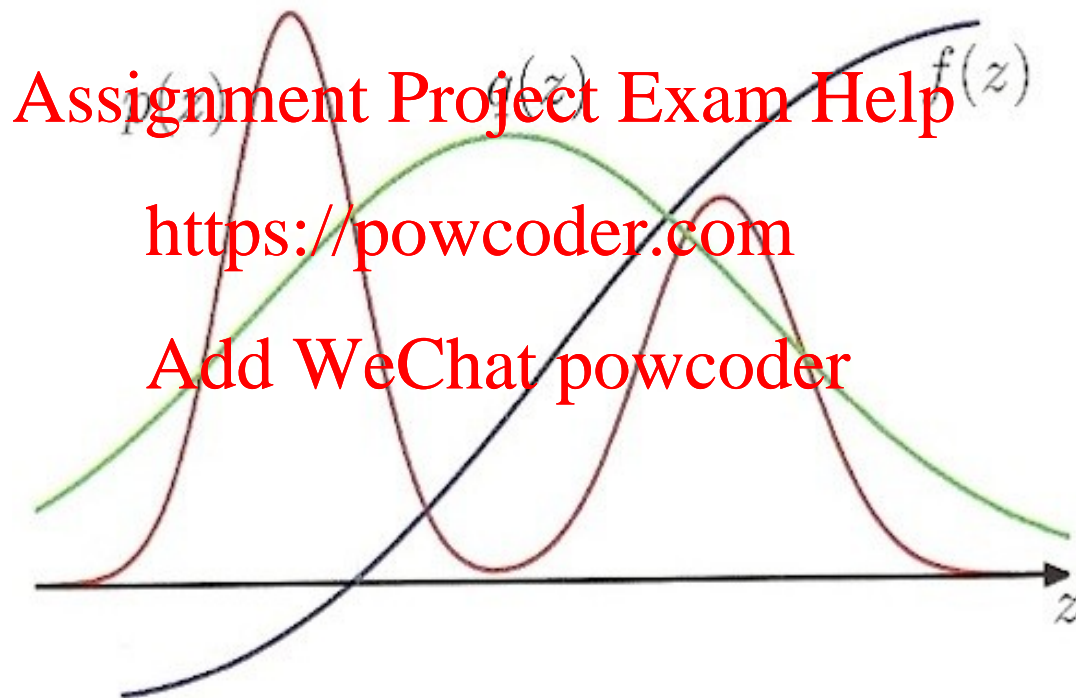 p(z) q(z) f(z)
Assignment Project Exam Help
https://powcoder.com
Add WeChat powcoder
z